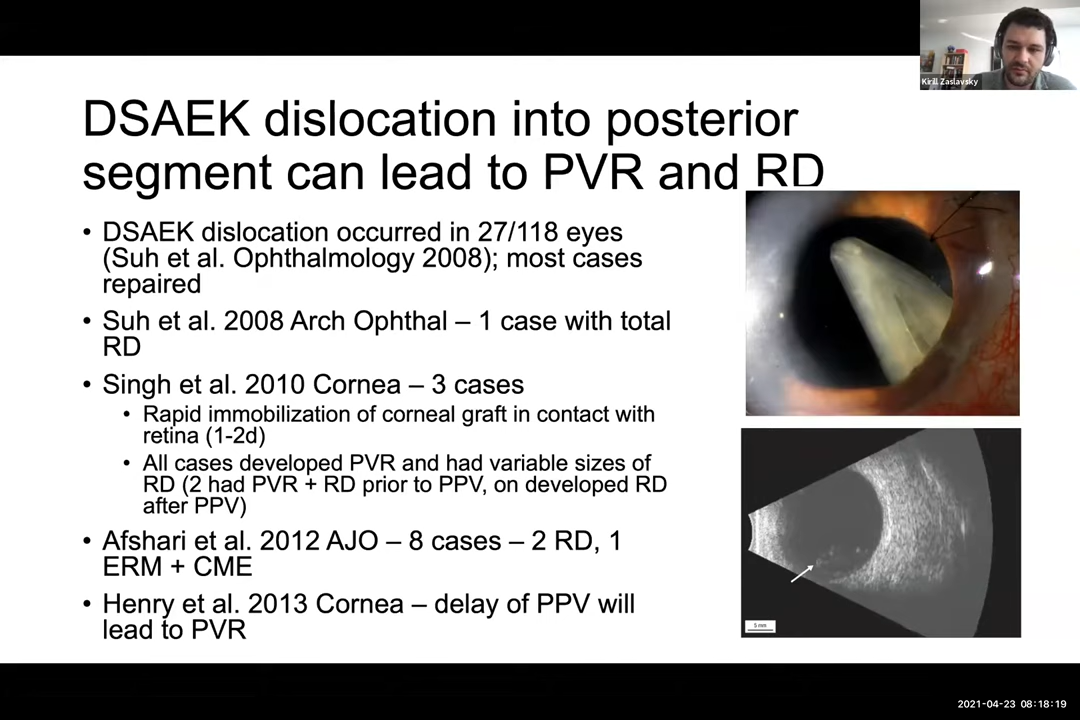 Kirill Zaslavsky
DSAEK dislocation into posterior
segment can lead to PVR and RD
• DSAEK dislocation occurred in 27/118 eyes
(Suh et al. Ophthalmology 2008); most cases
repaired
• Suh et al. 2008 Arch Ophthal – 1 case with total
RD
• Singh et al. 2010 Cornea – 3 cases
• Rapid immobilization of corneal graft in contact with
retina (1-2d)
• All cases developed PVR and had variable sizes of
RD (2 had PVR + RD prior to PPV, on developed RD
after PPV)
• Afshari et al. 2012 AJO – 8 cases – 2 RD, 1
ERM + CME
• Henry et al. 2013 Cornea – delay of PPV will
lead to PVR
5 mm
2021-04-23 08:18:19